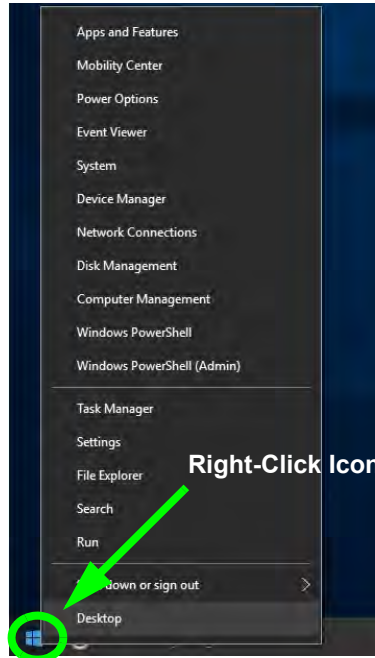 Apps and Features
Mobility Center
Power Options
Event Viewer
System
Device Manager
Network Connections
Disk Management
Computer Management
Windows PowerShell
Windows PowerShell (Admin)
Task Manager
Settings
File Explorer
Right-Click Icon
Search
Run
down or sign out
Desktop